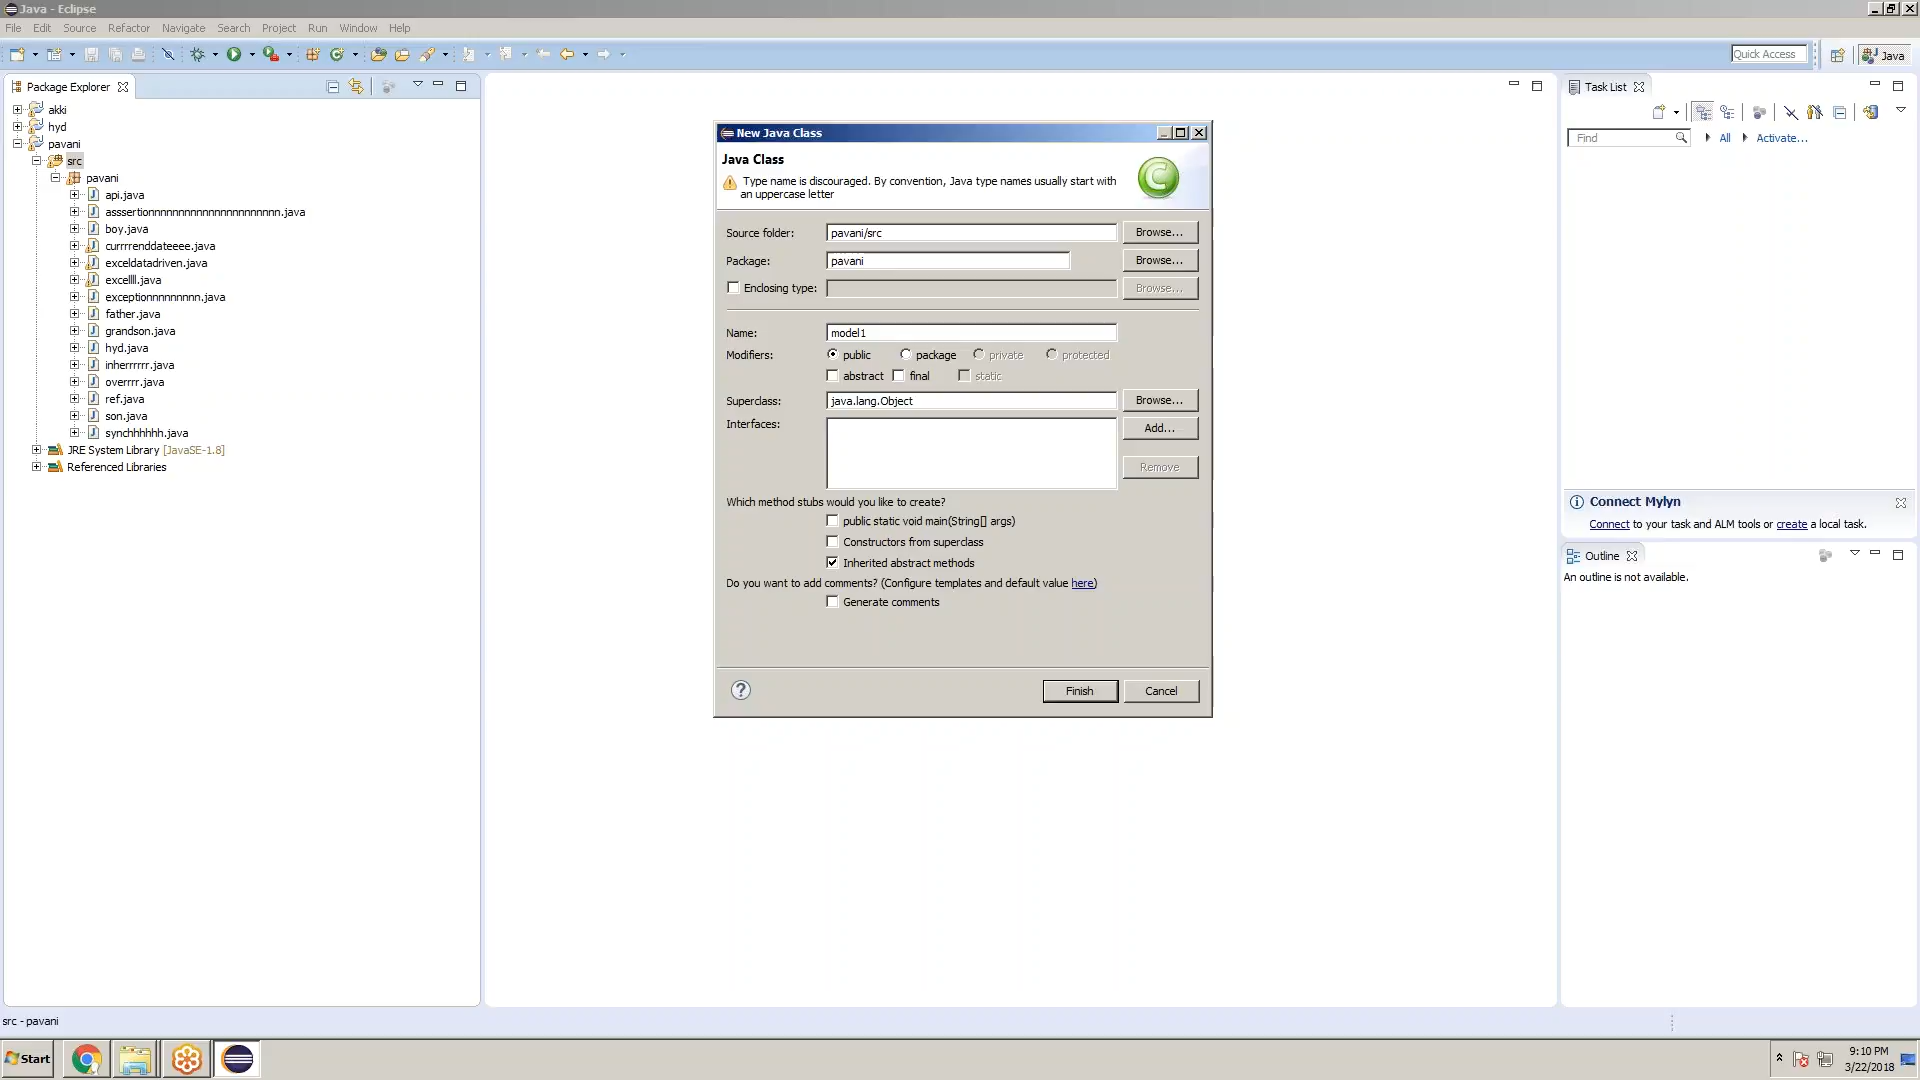 Java - Eclipse
File Edit Source Refactor Navigate Search Project Run Window Help
Quick Access
Java
Package Explorer
akki
hyd
pavani
src
pavani
api.java
asssertionnnnnnnnnnnnnnnnnnnnn.java
boy.java
currrrenddateeee.java
exceldatadriven.java
excellll.java
exceptionnnnnnnnn.java
father.java
grandson.java
hyd.java
inherrrrrr.java
overrrr.java
ref.java
son.java
synchhhhhh.java
JRE System Library [JavaSE-1.8]
Referenced Libraries
New Java Class
Java Class
Type name is discouraged. By convention, Java type names usually start with
an uppercase letter
Source folder: pavani/src Browse...
Package: pavani Browse...
Enclosing type: Browse...
Name: model1
Modifiers: public package private protected
abstract final static
Superclass: java.lang.Object Browse...
Interfaces: Add...
Remove
Which method stubs would you like to create?
public static void main(String[] args)
Constructors from superclass
Inherited abstract methods
Do you want to add comments? (Configure templates and default value here)
Generate comments
? Finish Cancel
Task List
Find All Activate...
Connect Mylyn
Connect to your task and ALM tools or create a local task.
Outline
An outline is not available.
src - pavani
Start
9:10 PM
3/22/2018